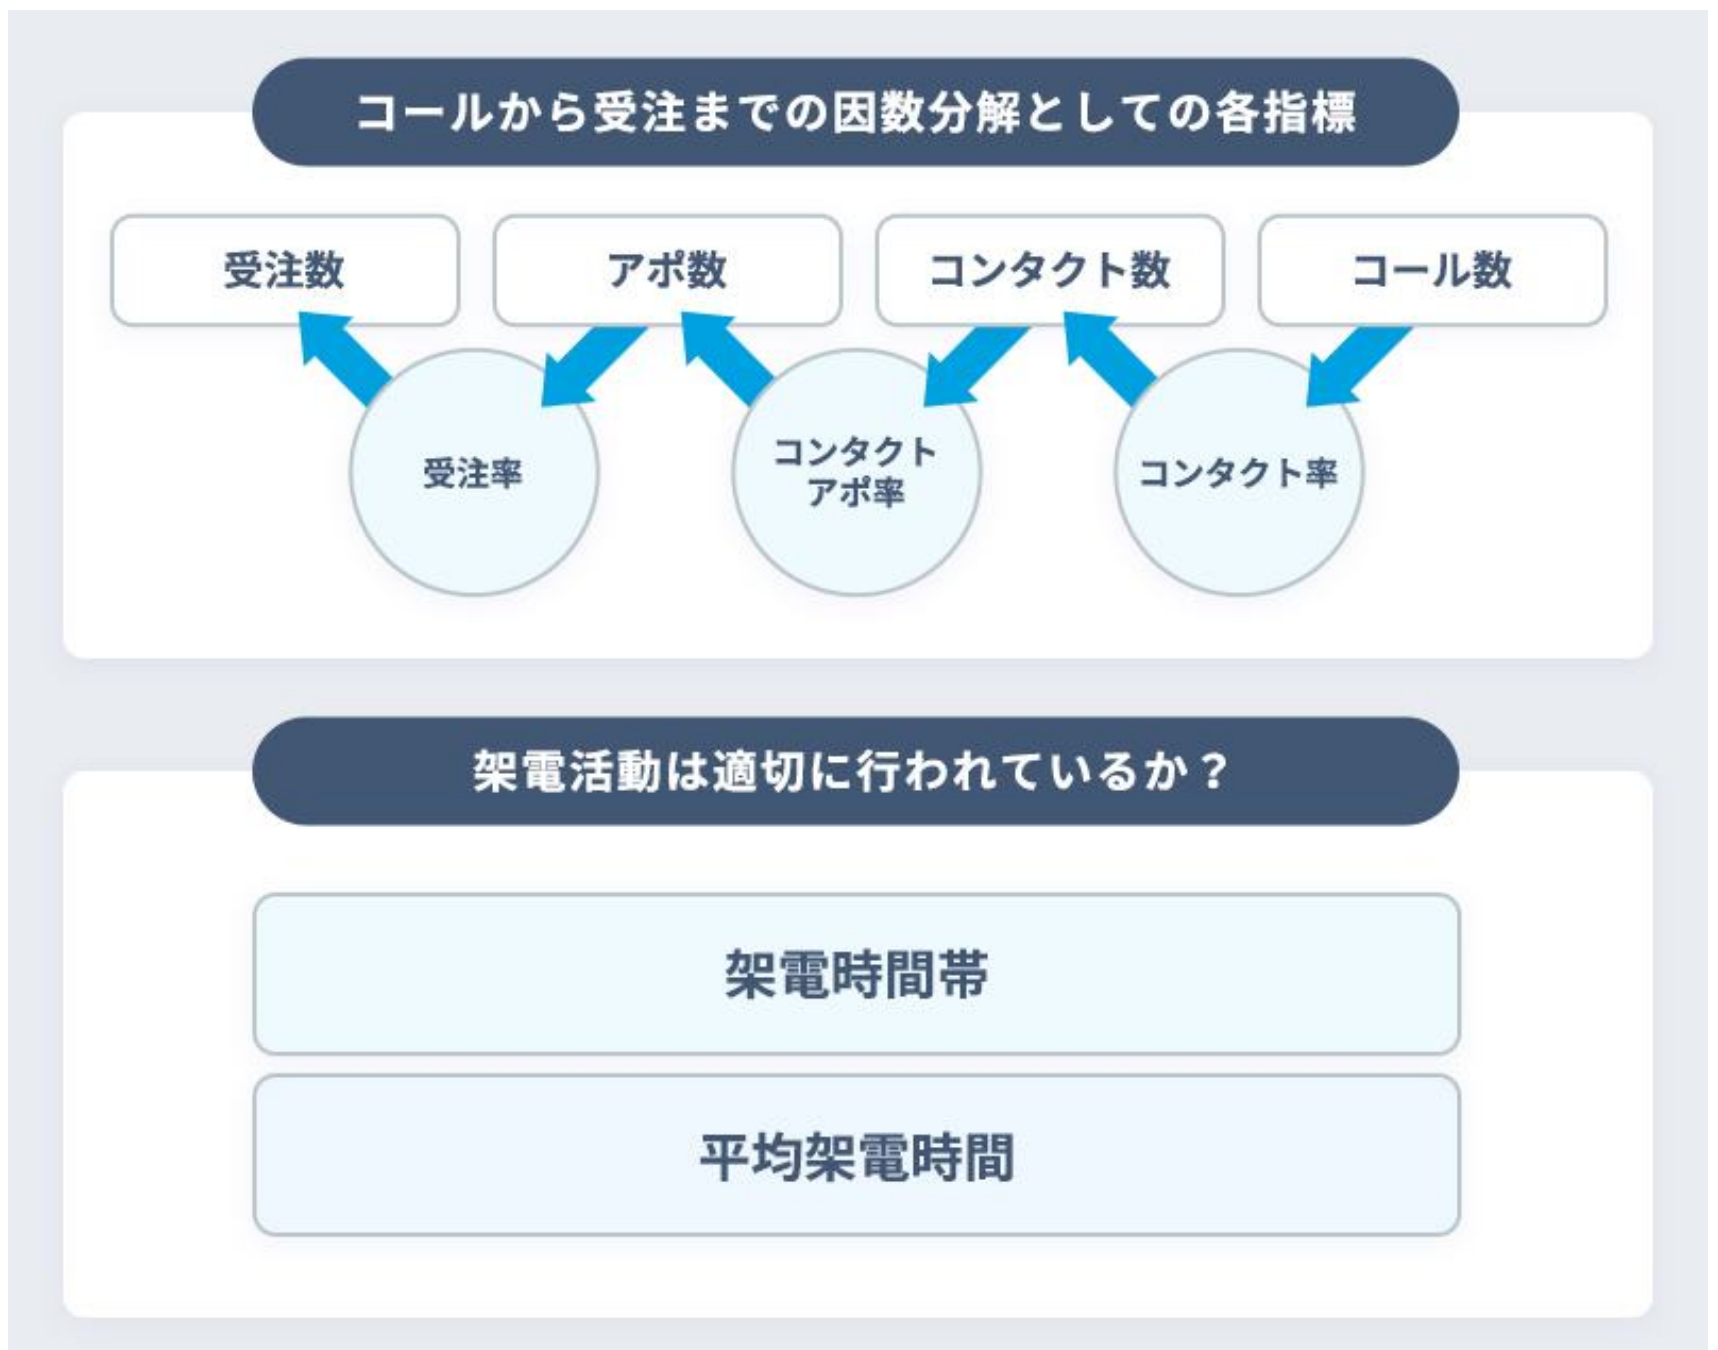 コールから受注までの因数分解としての各指標
受注数
アポ数
コンタクト数
コール数
受注率
コンタクト
アポ率
コンタクト率
架電活動は適切に行われているか？
架電時間帯
平均架電時間